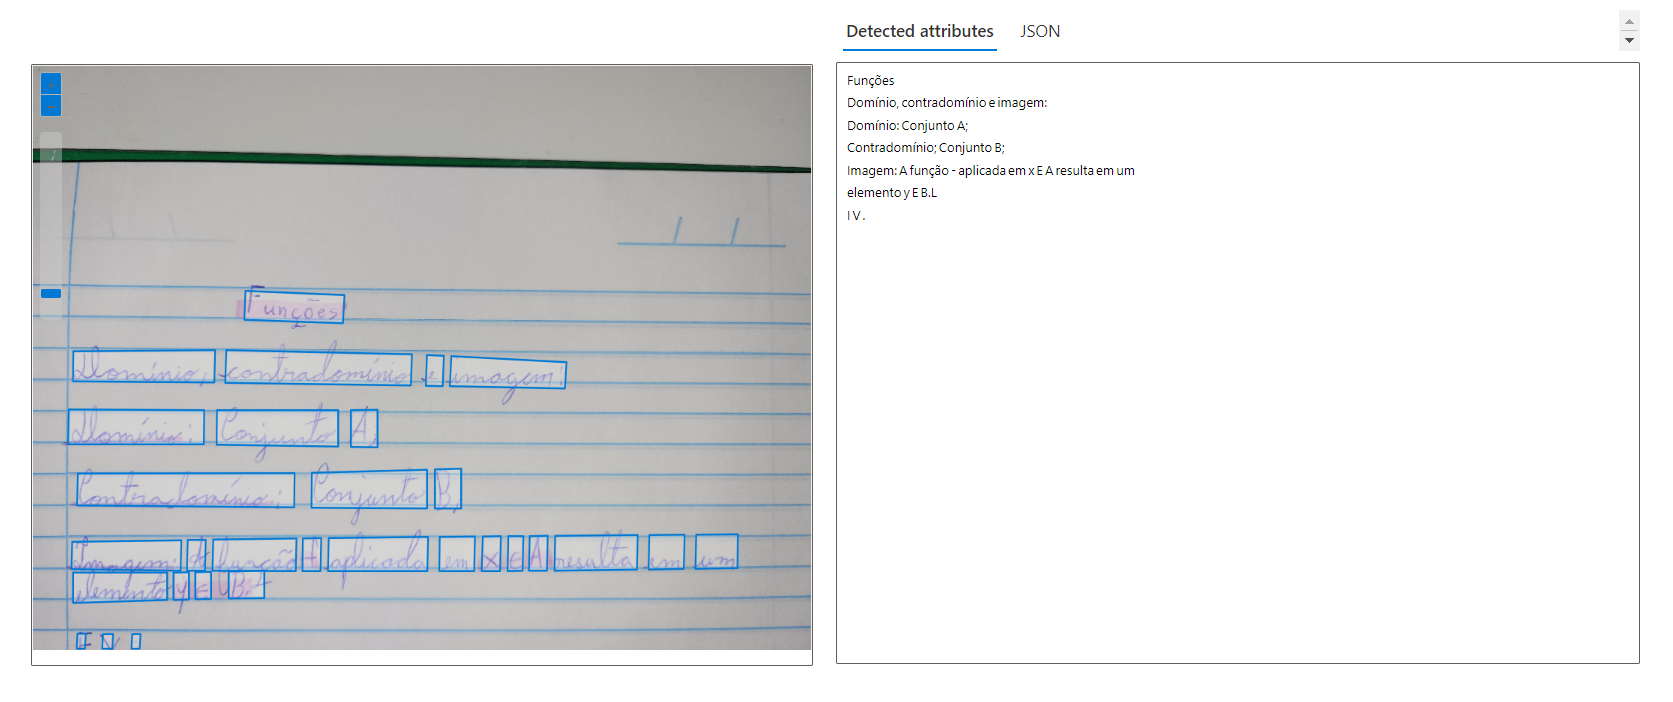 Detected attributes JSON
Funções
Domínio, contradomínio e imagem:
Domínio: Conjunto A;
Contradomínio: Conjunto B;
Imagem: A função f aplicada em x ∈ A resulta em um
elemento y ∈ B.
Funções
Domínio, contradomínio e imagem:
Domínio: Conjunto A;
Contradomínio; Conjunto B;
Imagem: A função - aplicada em x E A resulta em um
elemento y E B.L
I V .